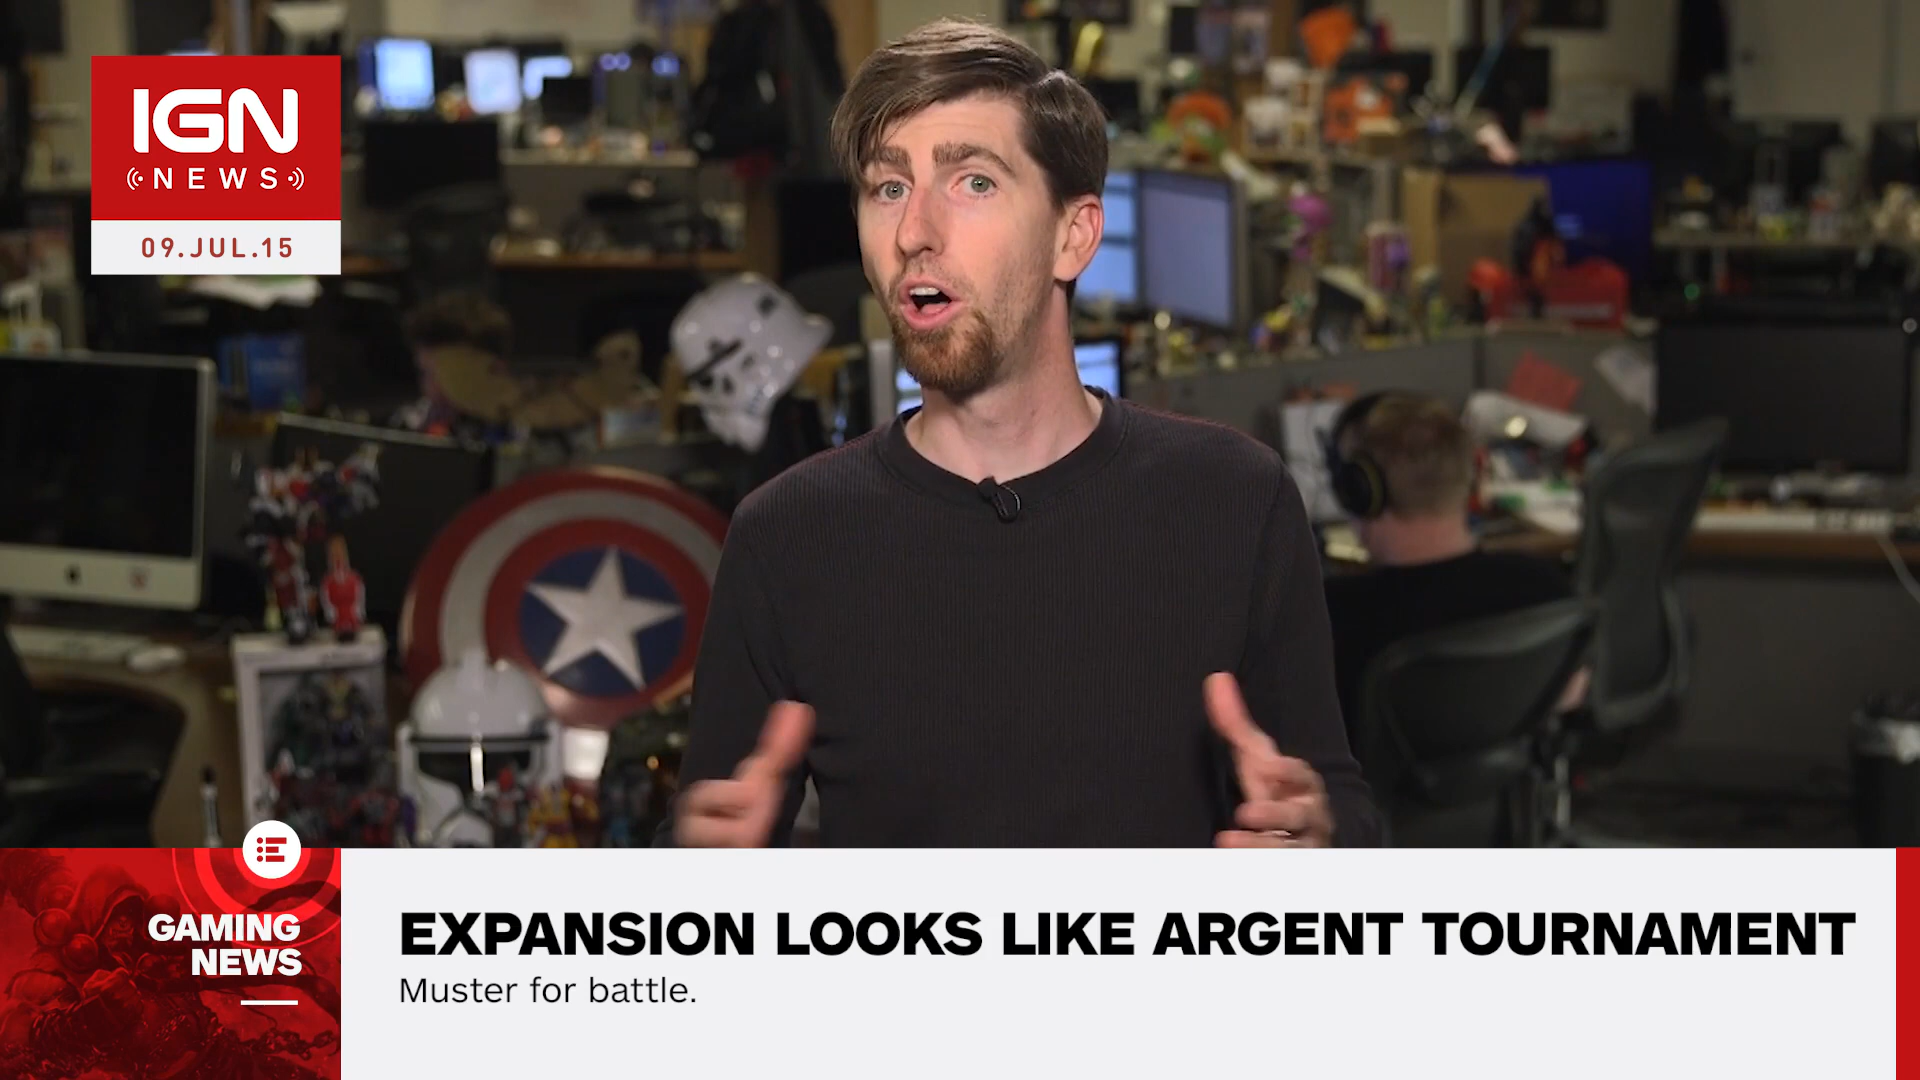 IGN
NEWS
09.JUL.15
GAMING
NEWS
EXPANSION LOOKS LIKE ARGENT TOURNAMENT
Muster for battle.